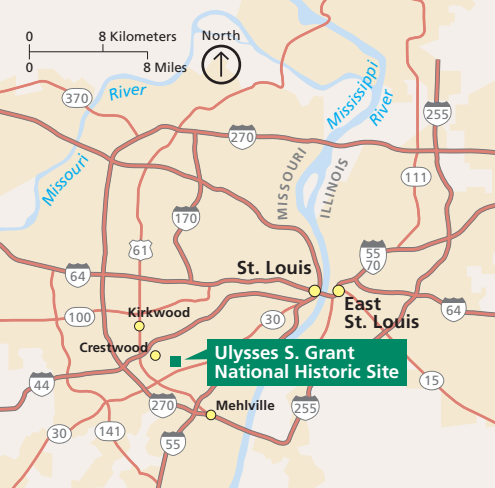 0 8 Kilometers
0 8 Miles
North
370
River
Missouri
Mississippi
River
270
255
MISSOURI
ILLINOIS
111
170
61
55
70
64
St. Louis
East
St. Louis
64
100
Kirkwood
30
Crestwood
Ulysses S. Grant
National Historic Site
44
270
Mehlville
255
15
30
141
55